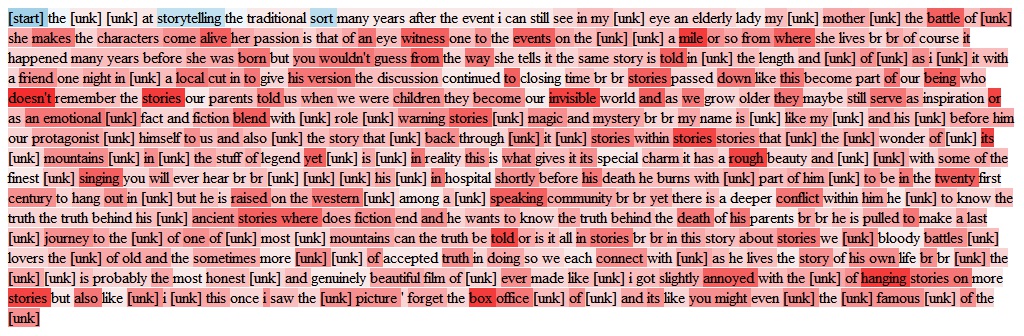 [start] the [unk] [unk] at storytelling the traditional sort many years after the event i can still see in my [unk] eye an elderly lady my [unk] mother [unk] the battle of [unk]
she makes the characters come alive her passion is that of an eye witness one to the events on the [unk] [unk] a mile or so from where she lives br br of course it
happened many years before she was born but you wouldn't guess from the way she tells it the same story is told in [unk] the length and [unk] of [unk] as i [unk] it with
a friend one night in [unk] a local cut in to give his version the discussion continued to closing time br br stories passed down like this become part of our being who
doesn't remember the stories our parents told us when we were children they become our invisible world and as we grow older they maybe still serve as inspiration or
as an emotional [unk] fact and fiction blend with [unk] role [unk] warning stories [unk] magic and mystery br br my name is [unk] like my [unk] and his [unk] before him
our protagonist [unk] himself to us and also [unk] the story that [unk] back through [unk] it [unk] stories within stories stories that [unk] the [unk] wonder of [unk] its
[unk] mountains [unk] in [unk] the stuff of legend yet [unk] is [unk] in reality this is what gives it its special charm it has a rough beauty and [unk] [unk] with some of the
finest [unk] singing you will ever hear br br [unk] [unk] [unk] his [unk] in hospital shortly before his death he burns with [unk] part of him [unk] to be in the twenty first
century to hang out in [unk] but he is raised on the western [unk] among a [unk] speaking community br br yet there is a deeper conflict within him he [unk] to know the
truth the truth behind his [unk] ancient stories where does fiction end and he wants to know the truth behind the death of his parents br br he is pulled to make a last
[unk] journey to the [unk] of one of [unk] most [unk] mountains can the truth be told or is it all in stories br br in this story about stories we [unk] bloody battles [unk]
lovers the [unk] of old and the sometimes more [unk] [unk] of accepted truth in doing so we each connect with [unk] as he lives the story of his own life br br [unk] the
[unk] [unk] is probably the most honest [unk] and genuinely beautiful film of [unk] ever made like [unk] i got slightly annoyed with the [unk] of hanging stories on more
stories but also like [unk] i [unk] this once i saw the [unk] picture ' forget the box office [unk] of [unk] and its like you might even [unk] the [unk] famous [unk] of the
[unk]